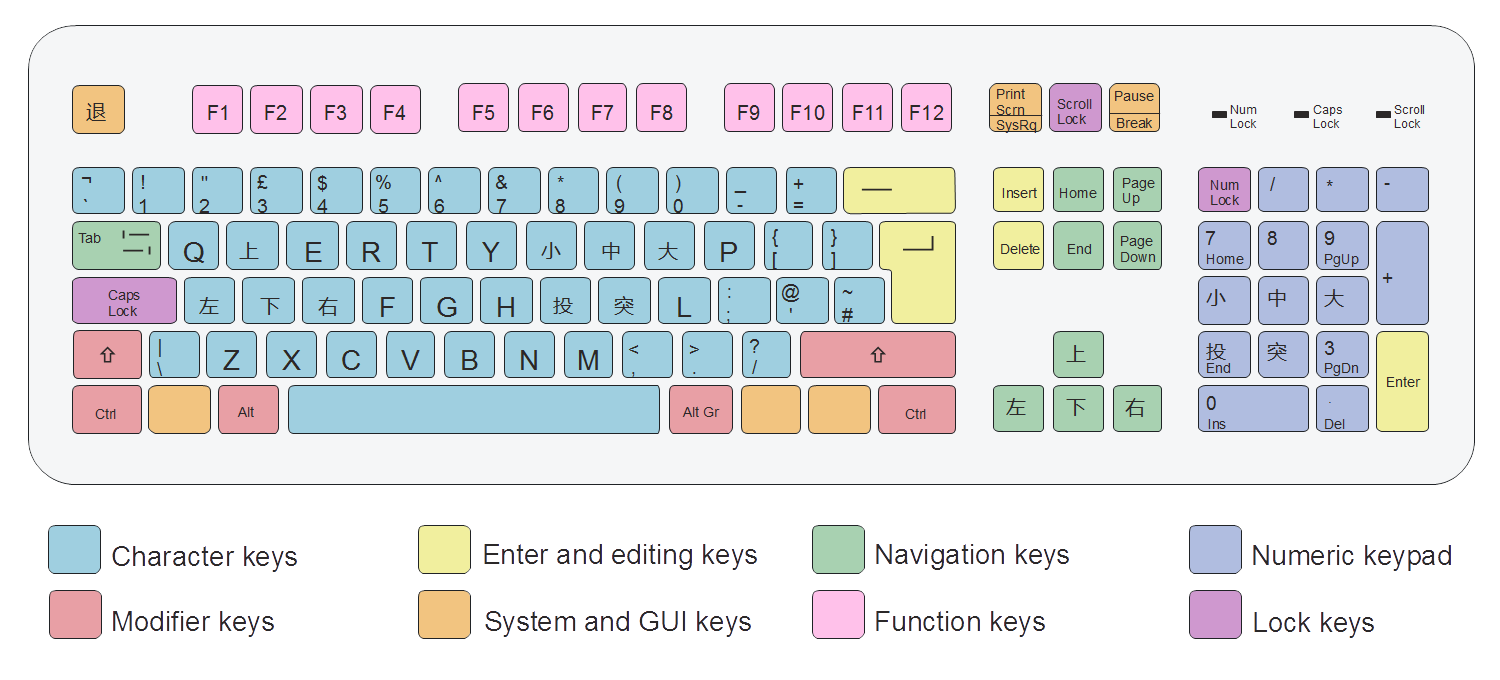 退 F1 F2 F3 F4 F5 F6 F7 F8 F9 F10 F11 F12 Print Scrn SysRq Scroll Lock Pause Break Num Lock Caps Lock Scroll Lock
¬ ` ! 1 " 2 £ 3 $ 4 % 5 ^ 6 & 7 * 8 ( 9 ) 0 _ - + = Insert Home Page Up Num Lock / * -
Tab Q 上 E R T Y 小 中 大 P { [ } ] Delete End Page Down 7 Home 8 9 PgUp +
Caps Lock 左 下 右 F G H 投 突 L : ; @ ' ~ # 小 中 大
⇧ | \ Z X C V B N M < , > . ? / ⇧ 上 投 End 突 3 PgDn Enter
Ctrl Alt Alt Gr Ctrl 左 下 右 0 Ins . Del
Character keys Enter and editing keys Navigation keys Numeric keypad
Modifier keys System and GUI keys Function keys Lock keys